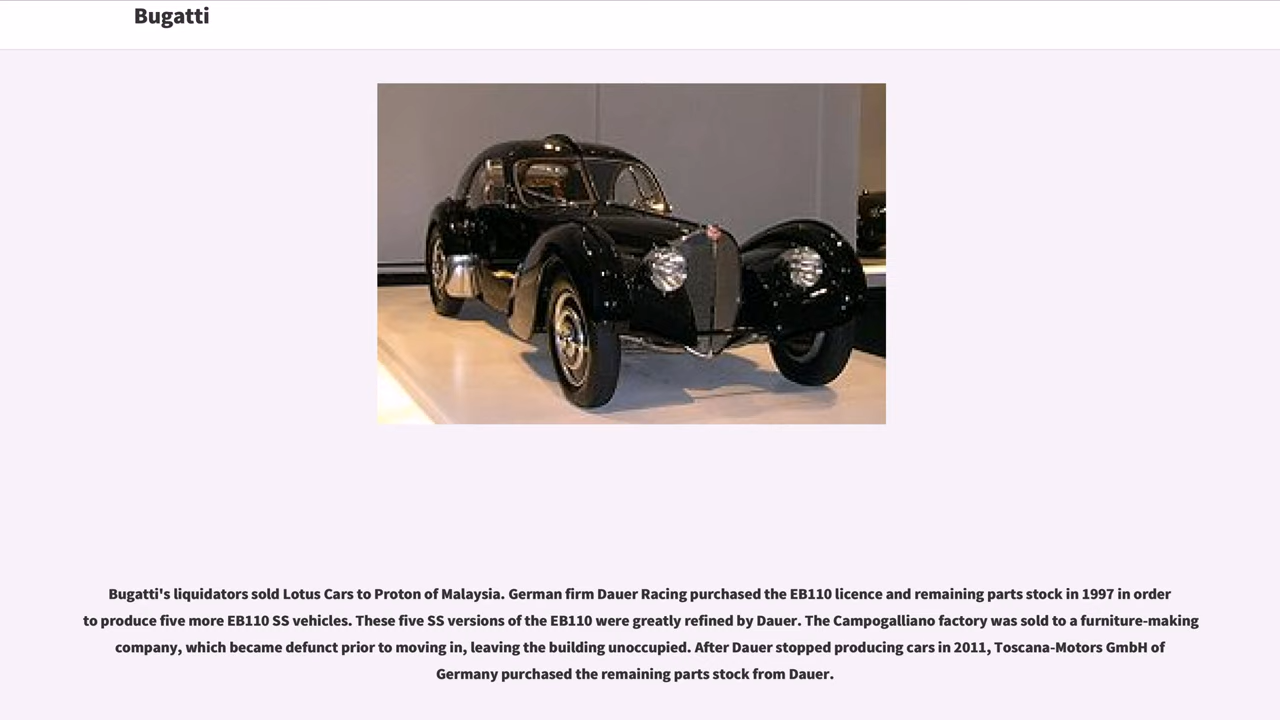 Bugatti
Bugatti's liquidators sold Lotus Cars to Proton of Malaysia. German firm Dauer Racing purchased the EB110 licence and remaining parts stock in 1997 in order
to produce five more EB110 SS vehicles. These five SS versions of the EB110 were greatly refined by Dauer. The Campogalliano factory was sold to a furniture-making
company, which became defunct prior to moving in, leaving the building unoccupied. After Dauer stopped producing cars in 2011, Toscana-Motors GmbH of
Germany purchased the remaining parts stock from Dauer.